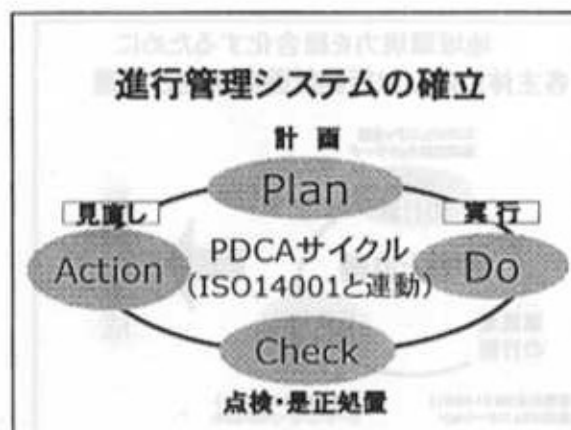 進行管理システムの確立
計 画
Plan
見直し
実 行
Action
PDCAサイクル
(ISO14001と連動)
Do
Check
点検・是正処置